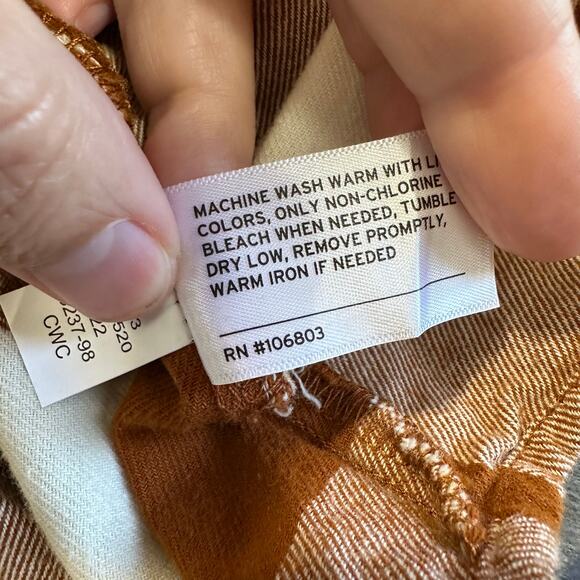 MACHINE WASH WARM WITH
COLORS, ONLY NON-CHLORINE
BLEACH WHEN NEEDED, TUMBLE
DRY LOW, REMOVE PROMPTLY,
WARM IRON IF NEEDED
RN #106803
CWC